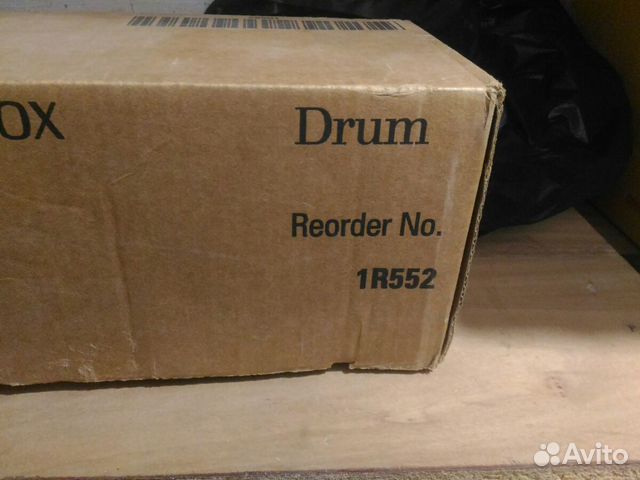 OX
Drum
Reorder No.
1R552
Avito